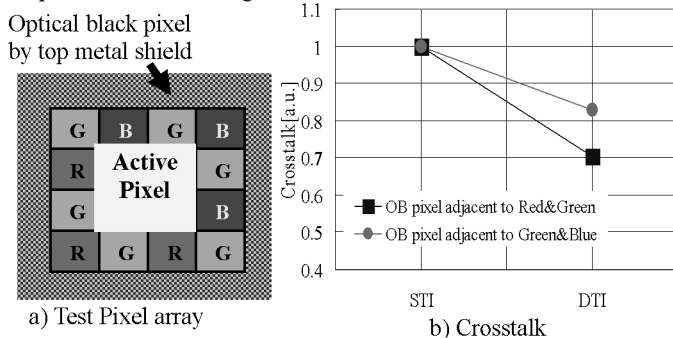 Optical black pixel
by top metal shield
G B G B
R Active G
Pixel
G B
R G R G
a) Test Pixel array
Crosstalk[a.u.]
1
0.9
0.8
0.7
0.6
0.5
0.4
OB pixel adjacent to Red&Green
OB pixel adjacent to Green&Blue
STI DTI
b) Crosstalk